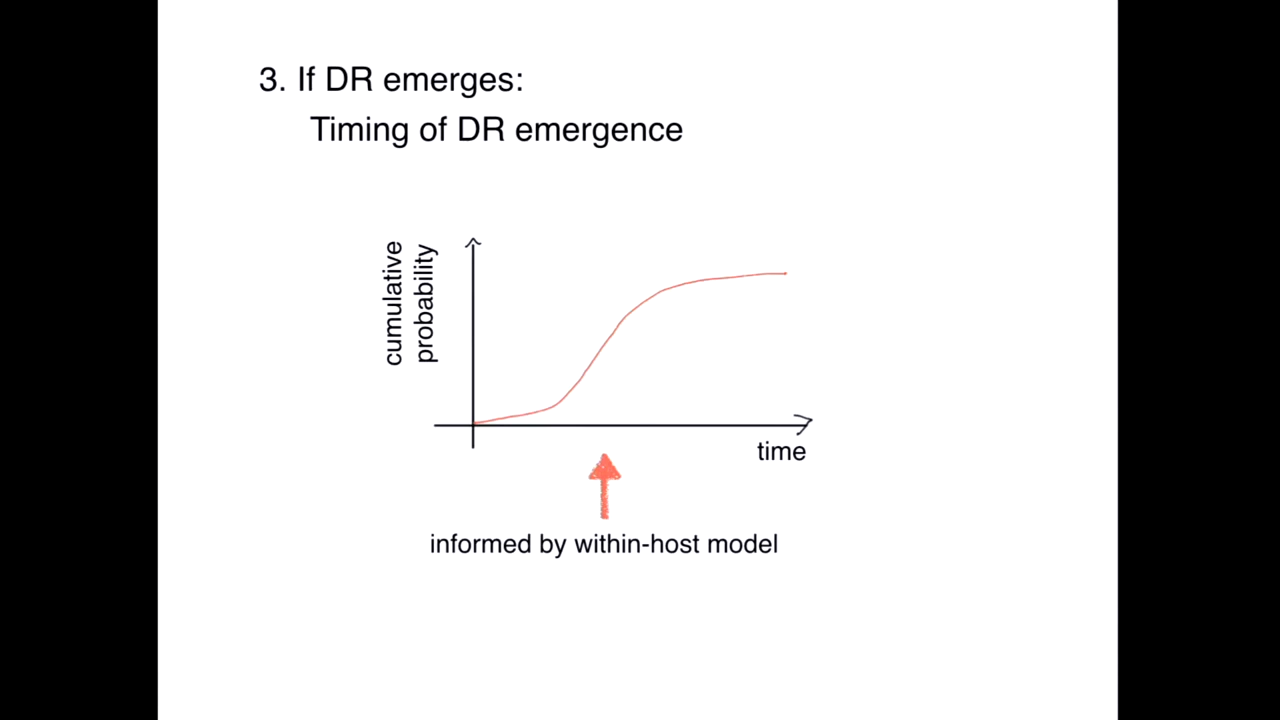 3. If DR emerges:
Timing of DR emergence
cumulative
probability
time
informed by within-host model